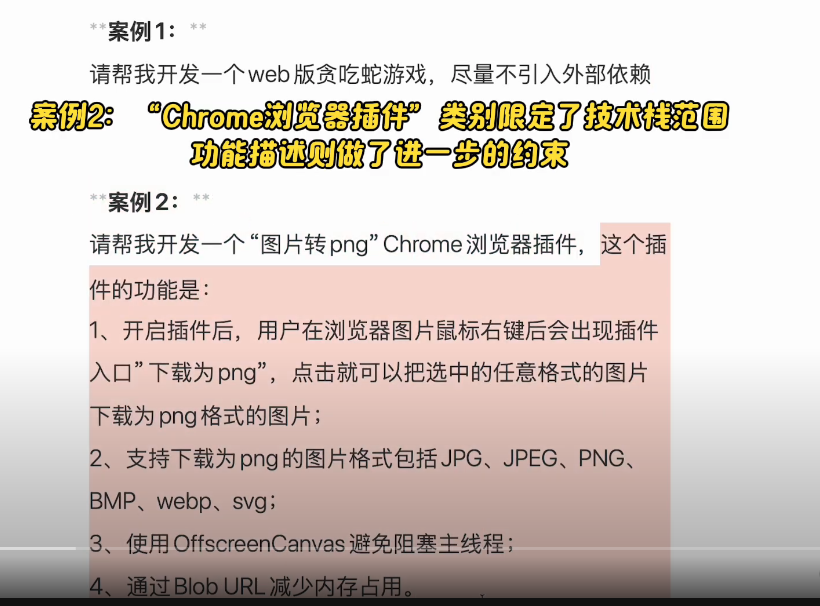 **案例1：**
请帮我开发一个web版贪吃蛇游戏，尽量不引入外部依赖
案例2：“Chrome浏览器插件”类别限定了技术栈范围
功能描述则做了进一步的约束
**案例2：**
请帮我开发一个“图片转png”Chrome浏览器插件，这个插
件的功能是：
1、开启插件后，用户在浏览器图片鼠标右键后会出现插件
入口”下载为png”，点击就可以把选中的任意格式的图片
下载为png格式的图片；
2、支持下载为png的图片格式包括JPG、JPEG、PNG、
BMP、webp、svg；
3、使用OffscreenCanvas避免阻塞主线程；
4、通过Blob URL减少内存占用。